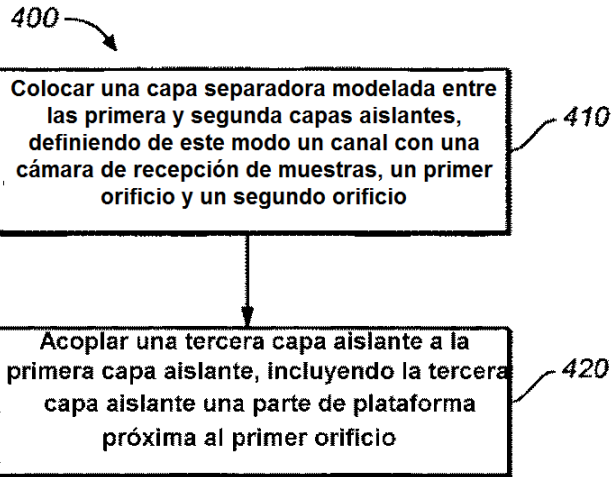 400
Colocar una capa separadora modelada entre
las primera y segunda capas aislantes,
definiendo de este modo un canal con una
cámara de recepción de muestras, un primer
orificio y un segundo orificio
410
Acoplar una tercera capa aislante a la
primera capa aislante, incluyendo la tercera
capa aislante una parte de plataforma
próxima al primer orificio
420